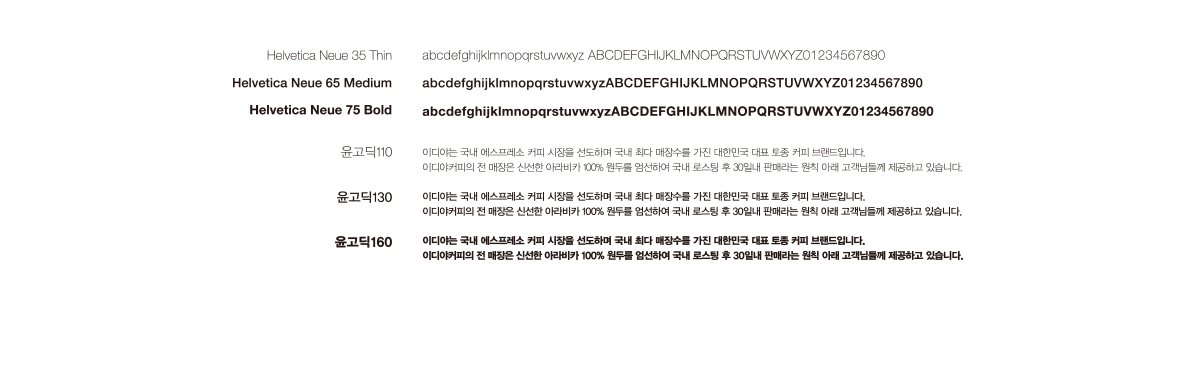 Helvetica Neue 35 Thin abcdefghijklmnopqrstuvwxyz ABCDEFGHIJKLMNOPQRSTUVWXYZ01234567890
Helvetica Neue 65 Medium abcdefghijklmnopqrstuvwxyzABCDEFGHIJKLMNOPQRSTUVWXYZ01234567890
Helvetica Neue 75 Bold abcdefghijklmnopqrstuvwxyzABCDEFGHIJKLMNOPQRSTUVWXYZ01234567890
윤고딕110 이디야는 국내 에스프레소 커피 시장을 선도하며 국내 최다 매장수를 가진 대한민국 대표 토종 커피 브랜드입니다.
이디야커피의 전 매장은 신선한 아라비카 100% 원두를 엄선하여 국내 로스팅 후 30일내 판매라는 원칙 아래 고객님들께 제공하고 있습니다.
윤고딕130 이디야는 국내 에스프레소 커피 시장을 선도하며 국내 최다 매장수를 가진 대한민국 대표 토종 커피 브랜드입니다.
이디야커피의 전 매장은 신선한 아라비카 100% 원두를 엄선하여 국내 로스팅 후 30일내 판매라는 원칙 아래 고객님들께 제공하고 있습니다.
윤고딕160 이디야는 국내 에스프레소 커피 시장을 선도하며 국내 최다 매장수를 가진 대한민국 대표 토종 커피 브랜드입니다.
이디야커피의 전 매장은 신선한 아라비카 100% 원두를 엄선하여 국내 로스팅 후 30일내 판매라는 원칙 아래 고객님들께 제공하고 있습니다.